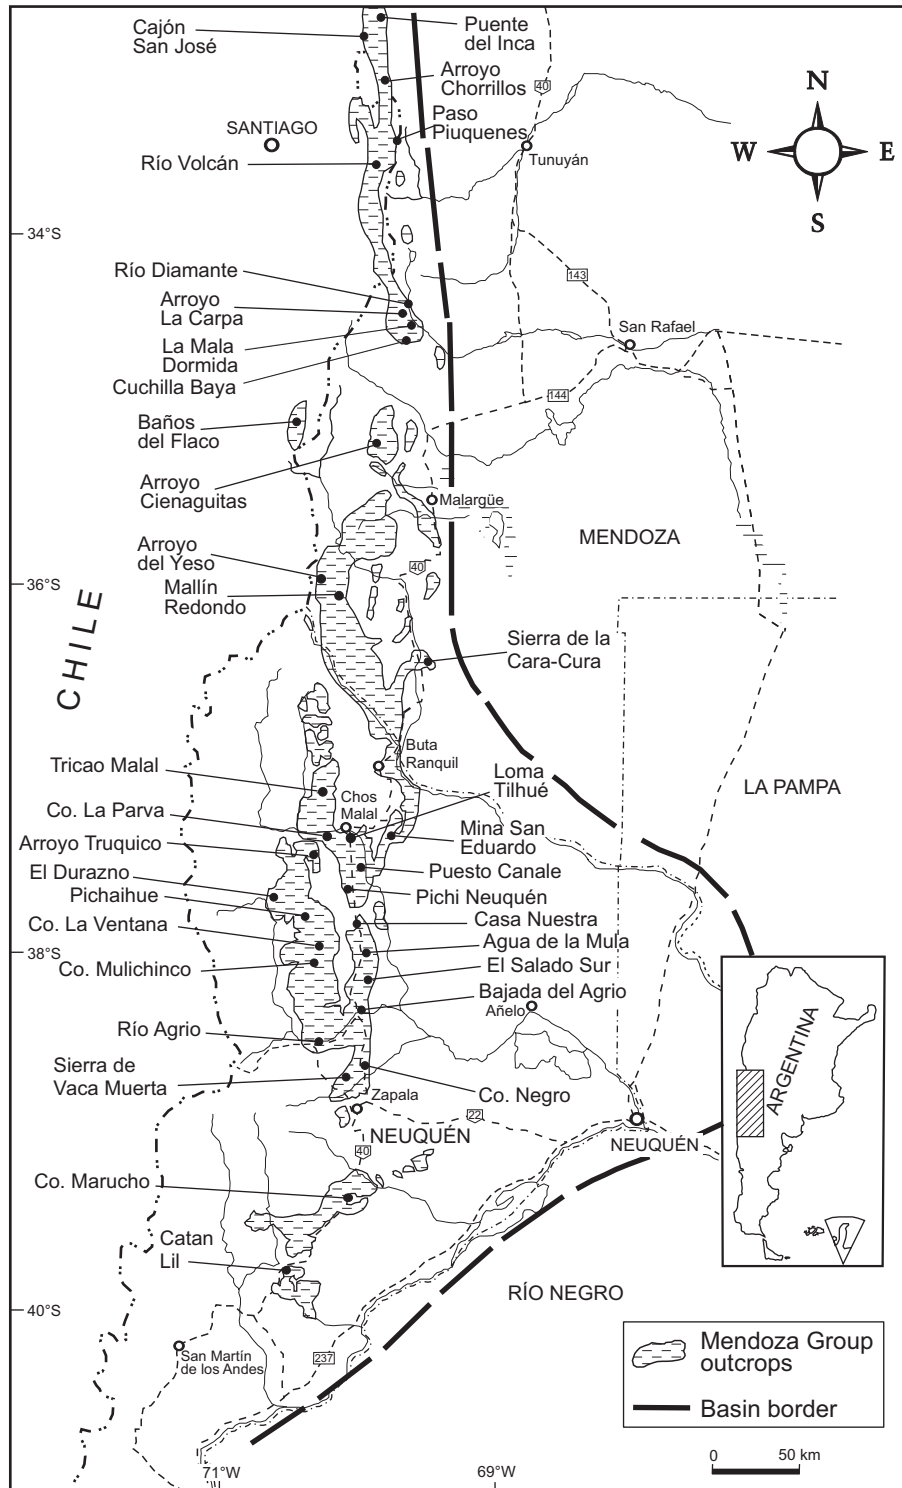 Puente
del Inca
Cajón
San José
Arroyo
Chorrillos
40
N
W
E
S
SANTIAGO
Paso
Piuquenes
Tunuyán
Río Volcán
34°S
Río Diamante
143
Arroyo
La Carpa
San Rafael
La Mala
Dormida
Cuchilla Baya
144
Baños
del Flaco
Arroyo
Cienaguitas
Malargüe
MENDOZA
Arroyo
del Yeso
40
36°S
Mallín
Redondo
CHILE
Sierra de la
Cara-Cura
Buta
Ranquil
Tricao Malal
Loma
Tilhué
LA PAMPA
Chos
Malal
Co. La Parva
Mina San
Eduardo
Arroyo Truquico
Puesto Canale
El Durazno
Pichaihue
Pichi Neuquén
Co. La Ventana
Casa Nuestra
Agua de la Mula
38°S
Co. Mulichinco
El Salado Sur
Bajada del Agrio
Añelo
Río Agrio
ARGENTINA
Sierra de
Vaca Muerta
Co. Negro
Zapala
22
NEUQUÉN
NEUQUÉN
40
Co. Marucho
Catan
Lil
RÍO NEGRO
40°S
San Martín
de los Andes
237
Mendoza Group
outcrops
Basin border
0
50 km
71°W
69°W